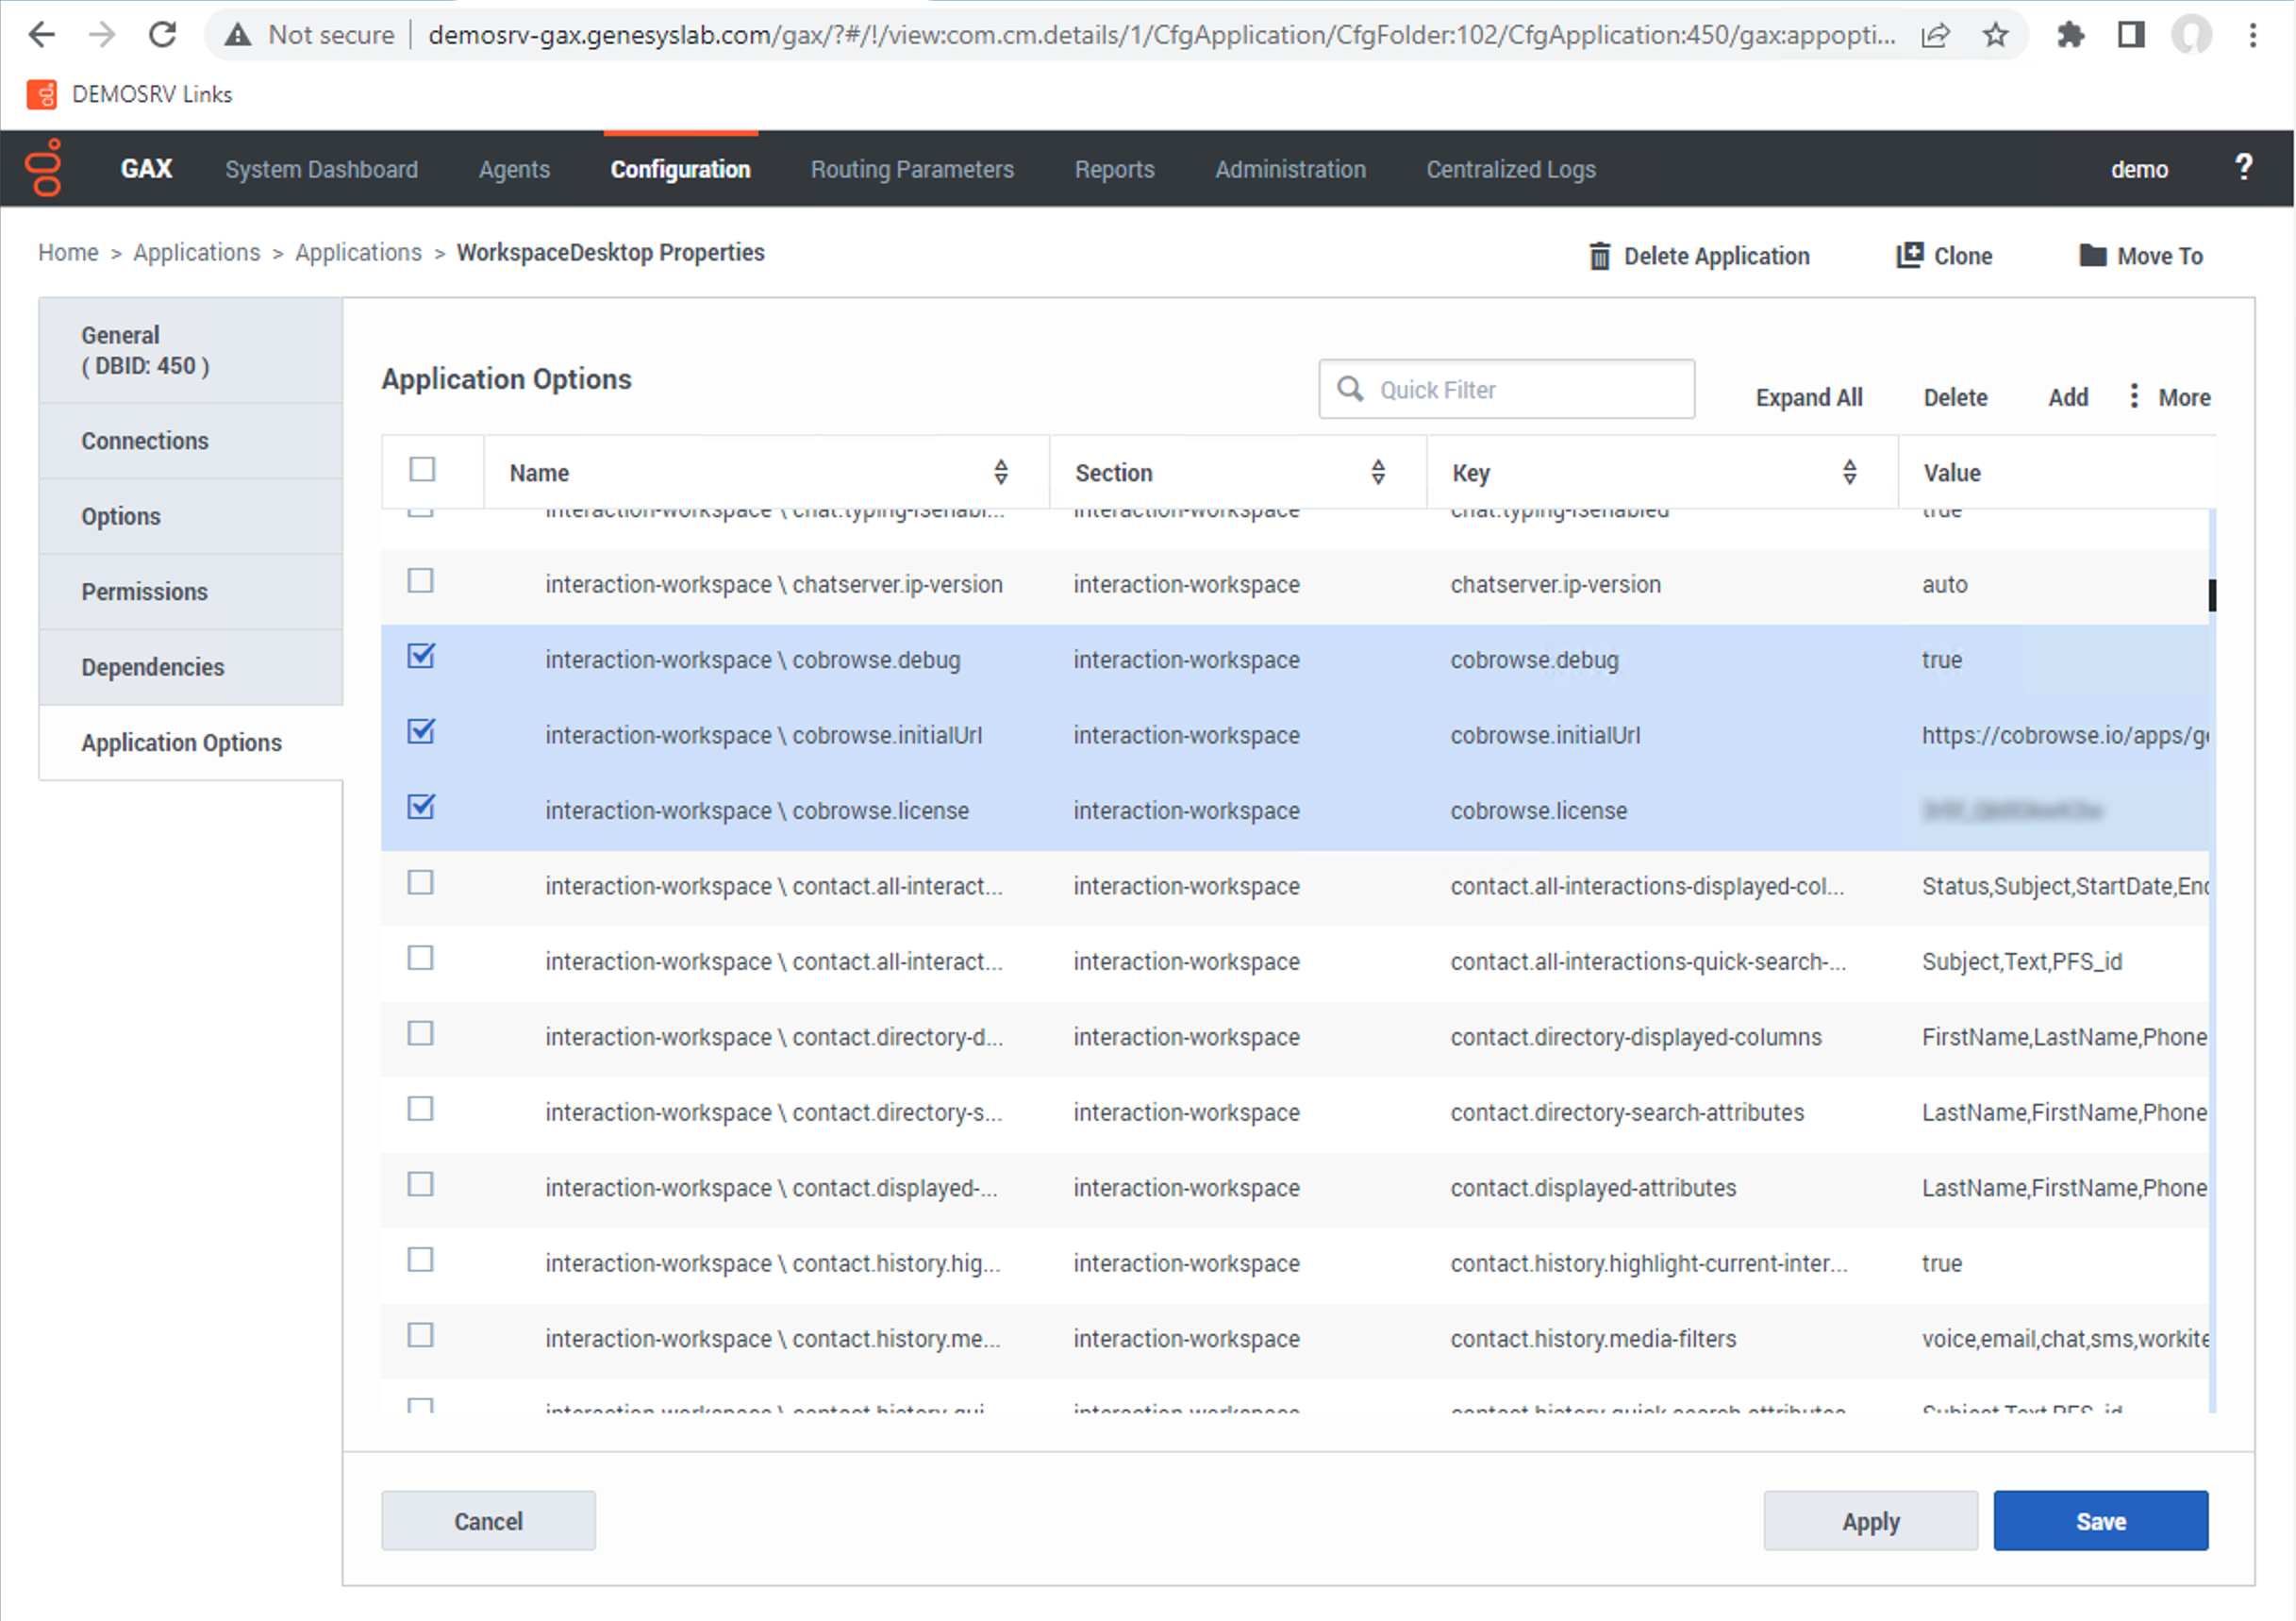 Not secure demosrv-gax.genesyslab.com/gax/?#/!/view:com.cm.details/1/CfgApplication/CfgFolder:102/CfgApplication:450/gax:appopti...
DEMOSRV Links
GAX System Dashboard Agents Configuration Routing Parameters Reports Administration Centralized Logs demo ?
Home > Applications > Applications > WorkspaceDesktop Properties Delete Application Clone Move To
General
( DBID: 450 )
Connections
Options
Permissions
Dependencies
Application Options
Application Options Quick Filter Expand All Delete Add More
Name Section Key Value
interaction-workspace \ chat.typing-isenabl... interaction-workspace chat.typing-isenabled true
interaction-workspace \ chatserver.ip-version interaction-workspace chatserver.ip-version auto
interaction-workspace \ cobrowse.debug interaction-workspace cobrowse.debug true
interaction-workspace \ cobrowse.initialUrl interaction-workspace cobrowse.initialUrl https://cobrowse.io/apps/ge
interaction-workspace \ cobrowse.license interaction-workspace cobrowse.license
interaction-workspace \ contact.all-interact... interaction-workspace contact.all-interactions-displayed-col... Status,Subject,StartDate,End
interaction-workspace \ contact.all-interact... interaction-workspace contact.all-interactions-quick-search-... Subject,Text,PFS_id
interaction-workspace \ contact.directory-d... interaction-workspace contact.directory-displayed-columns FirstName,LastName,Phone
interaction-workspace \ contact.directory-s... interaction-workspace contact.directory-search-attributes LastName,FirstName,Phone
interaction-workspace \ contact.displayed-... interaction-workspace contact.displayed-attributes LastName,FirstName,Phone
interaction-workspace \ contact.history.hig... interaction-workspace contact.history.highlight-current-inter... true
interaction-workspace \ contact.history.me... interaction-workspace contact.history.media-filters voice,email,chat,sms,workite
interaction-workspace \ contact.history.qui... interaction-workspace contact.history.quick-search-attributes Subject,Text,PFS_id
Cancel Apply Save